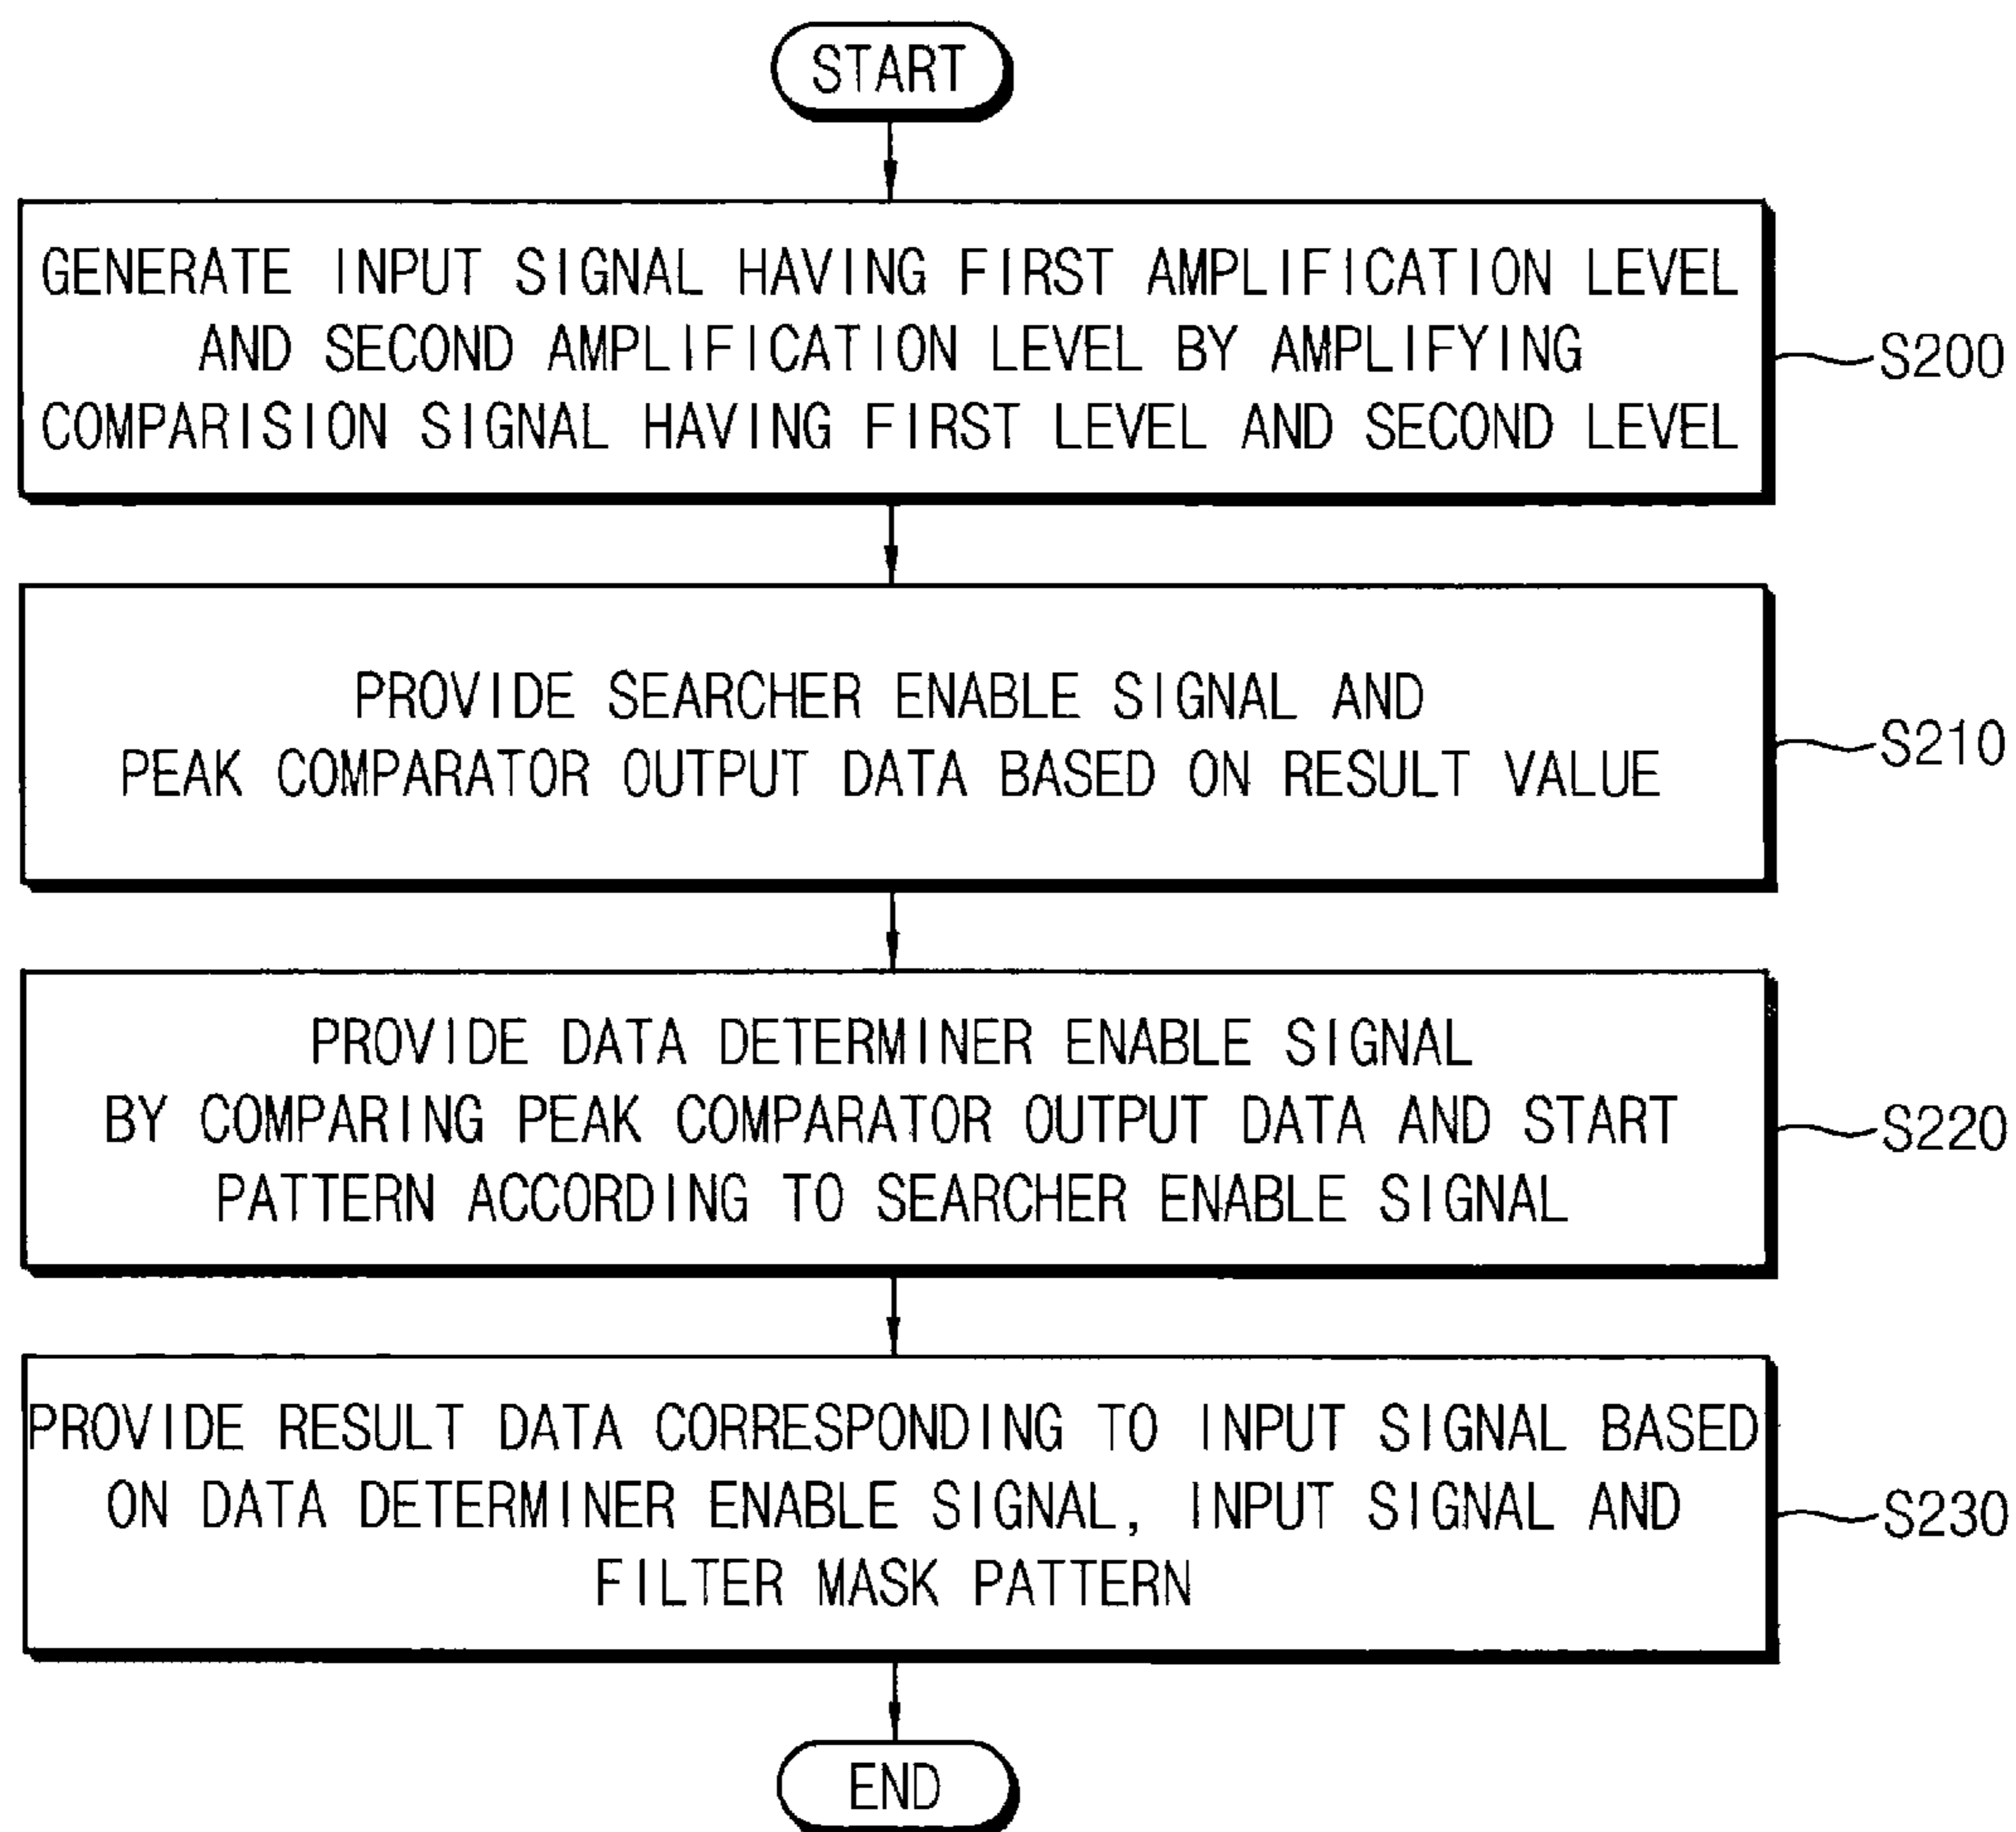 START
GENERATE INPUT SIGNAL HAVING FIRST AMPLIFICATION LEVEL
AND SECOND AMPLIFICATION LEVEL BY AMPLIFYING
COMPARISION SIGNAL HAVING FIRST LEVEL AND SECOND LEVEL
S200
PROVIDE SEARCHER ENABLE SIGNAL AND
PEAK COMPARATOR OUTPUT DATA BASED ON RESULT VALUE
S210
PROVIDE DATA DETERMINER ENABLE SIGNAL
BY COMPARING PEAK COMPARATOR OUTPUT DATA AND START
PATTERN ACCORDING TO SEARCHER ENABLE SIGNAL
S220
PROVIDE RESULT DATA CORRESPONDING TO INPUT SIGNAL BASED
ON DATA DETERMINER ENABLE SIGNAL, INPUT SIGNAL AND
FILTER MASK PATTERN
S230
END